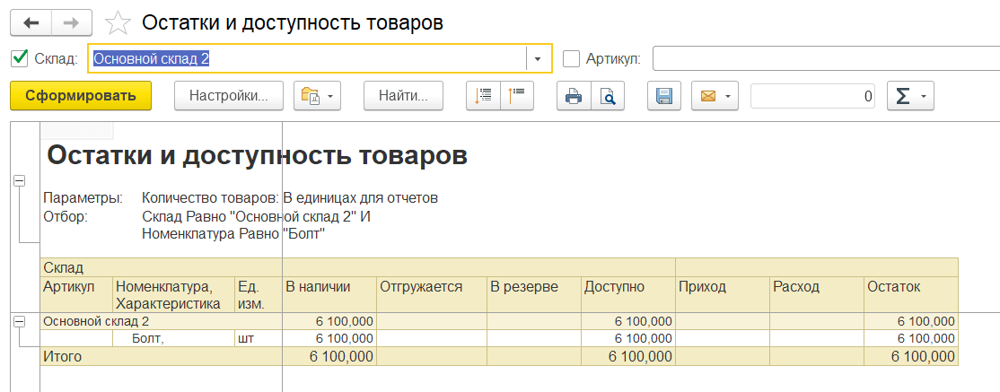 Остатки и доступность товаров
Склад: Основной склад 2 Артикул:
Сформировать Настройки... Найти... 0 Σ
Остатки и доступность товаров
Параметры: Количество товаров: В единицах для отчетов
Отбор: Склад Равно "Основной склад 2" И
Номенклатура Равно "Болт"
Склад
Артикул Номенклатура, Характеристика Ед. изм. В наличии Отгружается В резерве Доступно Приход Расход Остаток
Основной склад 2 6 100,000 6 100,000 6 100,000
Болт, шт 6 100,000 6 100,000 6 100,000
Итого 6 100,000 6 100,000 6 100,000